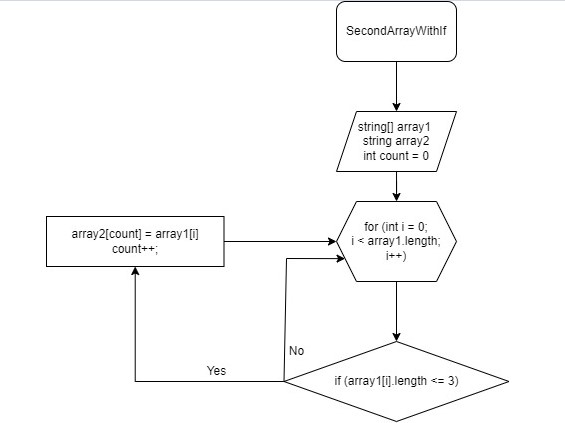 SecondArrayWithIf
string[] array1
string array2
int count = 0
for (int i = 0;
i < array1.length;
i++)
array2[count] = array1[i]
count++;
No
Yes
if (array1[i].length <= 3)